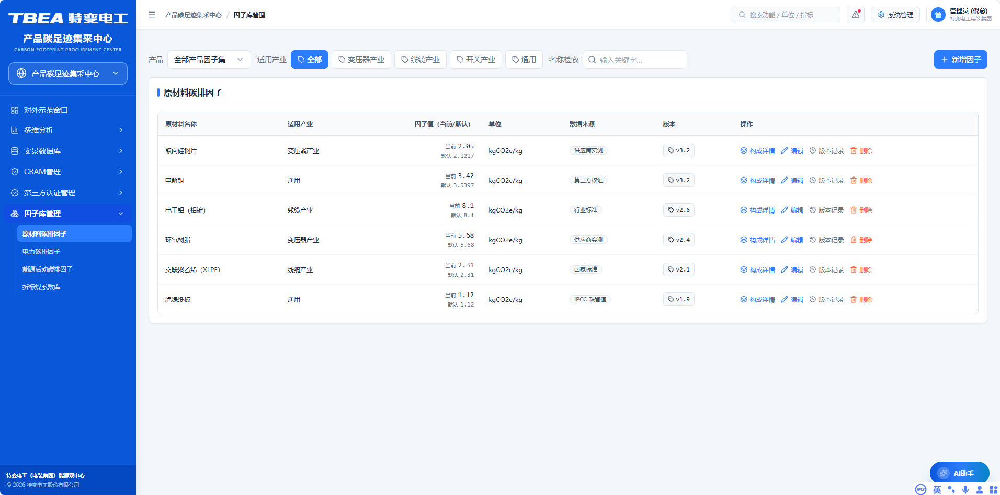 TBEA 特变电工
产品碳足迹集采中心
CARBON FOOTPRINT PROCUREMENT CENTER
产品碳足迹集采中心
对外示范窗口
多维分析
实景数据库
CBAM管理
第三方认证管理
因子库管理
原材料碳排因子
电力碳排因子
能源活动碳排因子
折标煤系数库
特变电工（电装集团）能源双中心
© 2026 特变电工股份有限公司
产品碳足迹集采中心 / 因子库管理
搜索功能 / 单位 / 指标
系统管理
管
管理员 (倪总)
特变电工电装集团
产品 全部产品因子集 适用产业 全部 变压器产业 线缆产业 开关产业 通用 名称检索 输入关键字... + 新增因子
原材料碳排因子
原材料名称 适用产业 因子值（当前/默认） 单位 数据来源 版本 操作
取向硅钢片 变压器产业 当前 2.05 默认 2.1217 kgCO2e/kg 供应商实测 v3.2 构成详情 编辑 版本记录 删除
电解铜 通用 当前 3.42 默认 3.5397 kgCO2e/kg 第三方核证 v3.2 构成详情 编辑 版本记录 删除
电工铝（铝锭） 线缆产业 当前 8.1 默认 8.1 kgCO2e/kg 行业标准 v2.6 构成详情 编辑 版本记录 删除
环氧树脂 变压器产业 当前 5.68 默认 5.68 kgCO2e/kg 供应商实测 v2.4 构成详情 编辑 版本记录 删除
交联聚乙烯（XLPE） 线缆产业 当前 2.31 默认 2.31 kgCO2e/kg 国家标准 v2.1 构成详情 编辑 版本记录 删除
绝缘纸板 通用 当前 1.12 默认 1.12 kgCO2e/kg IPCC 缺省值 v1.9 构成详情 编辑 版本记录 删除
AI助手
iFLY 英